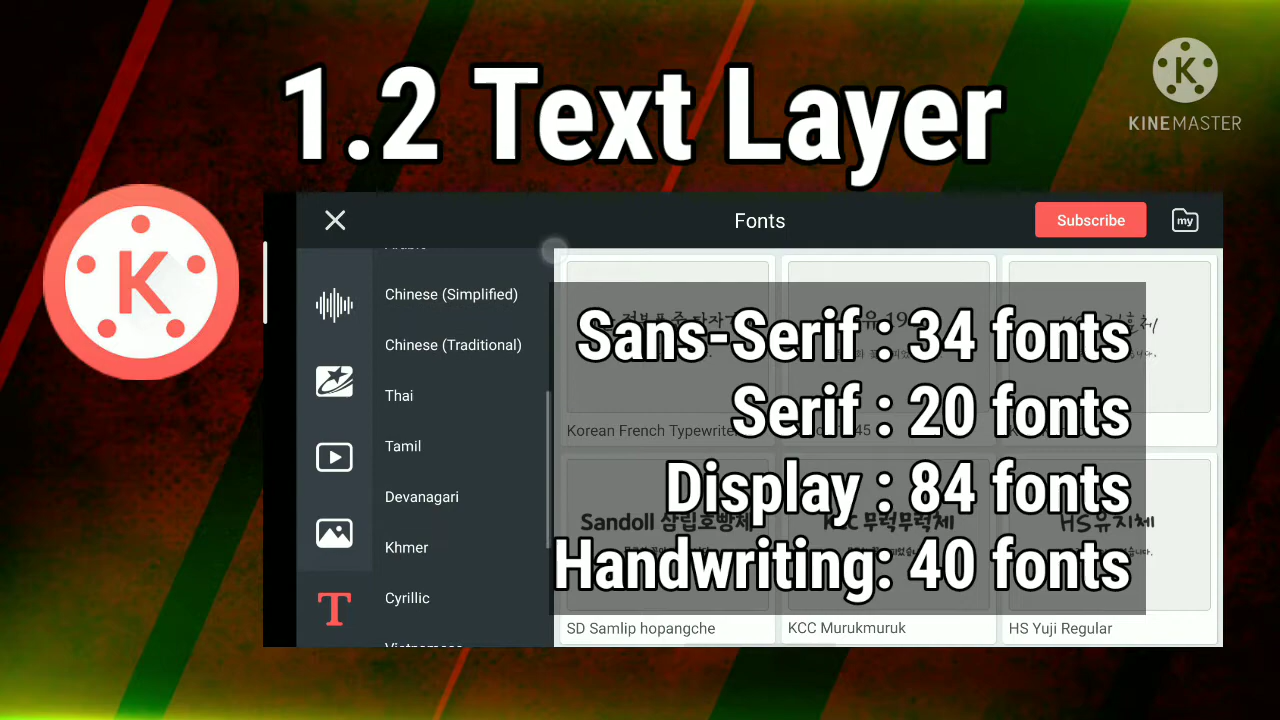 1.2 Text Layer
K
KINEMASTER
K
Fonts
Subscribe
my
Chinese (Simplified)
Chinese (Traditional)
Thai
Tamil
Devanagari
Khmer
Cyrillic
Vietnamese
T
Sans-Serif : 34 fonts
Serif : 20 fonts
Display : 84 fonts
Handwriting: 40 fonts
Korean French Typewriter
45
Sandoll 삼립호빵체
KCC 무럭무럭체
HS유지체
SD Samlip hopangche
KCC Murukmuruk
HS Yuji Regular